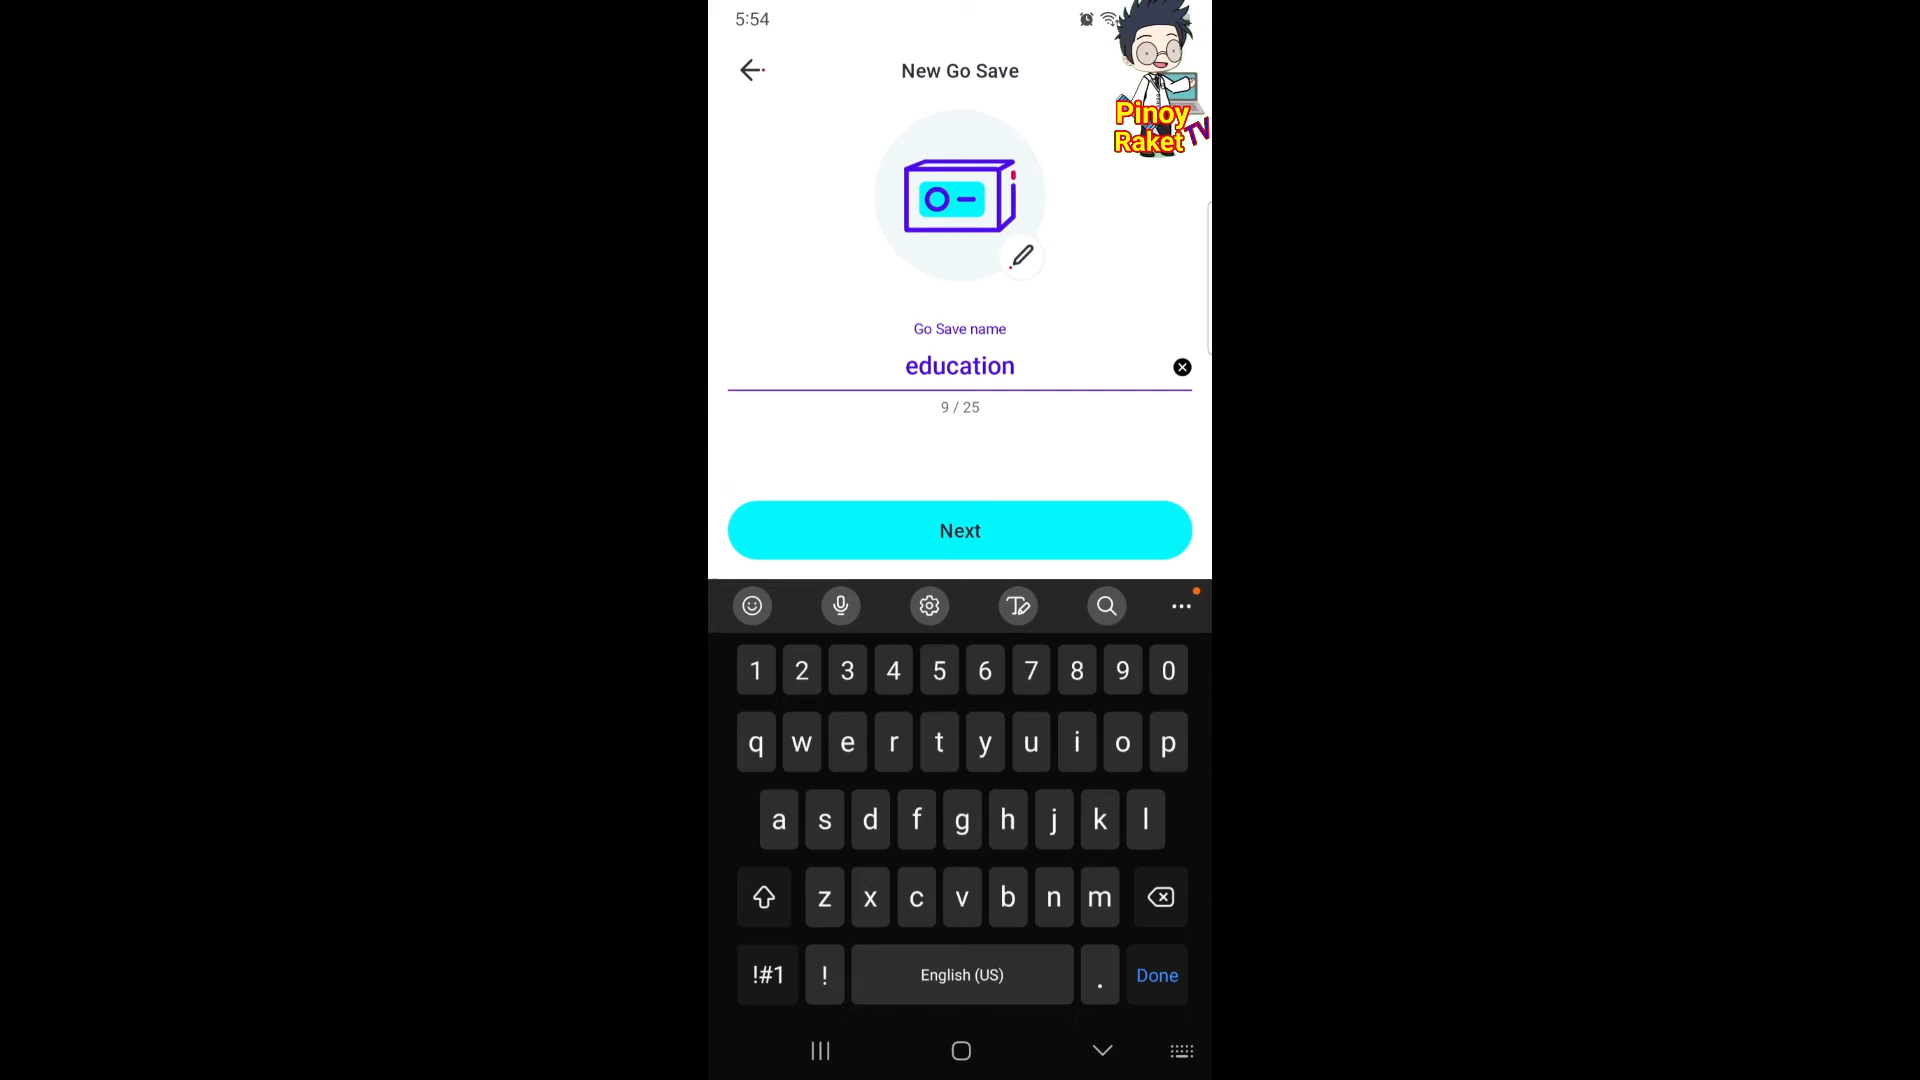 5:54
New Go Save
Pinoy
Raket TV
Go Save name
education
9 / 25
Next
1 2 3 4 5 6 7 8 9 0
q w e r t y u i o p
a s d f g h j k l
z x c v b n m
!#1 ! English (US) . Done